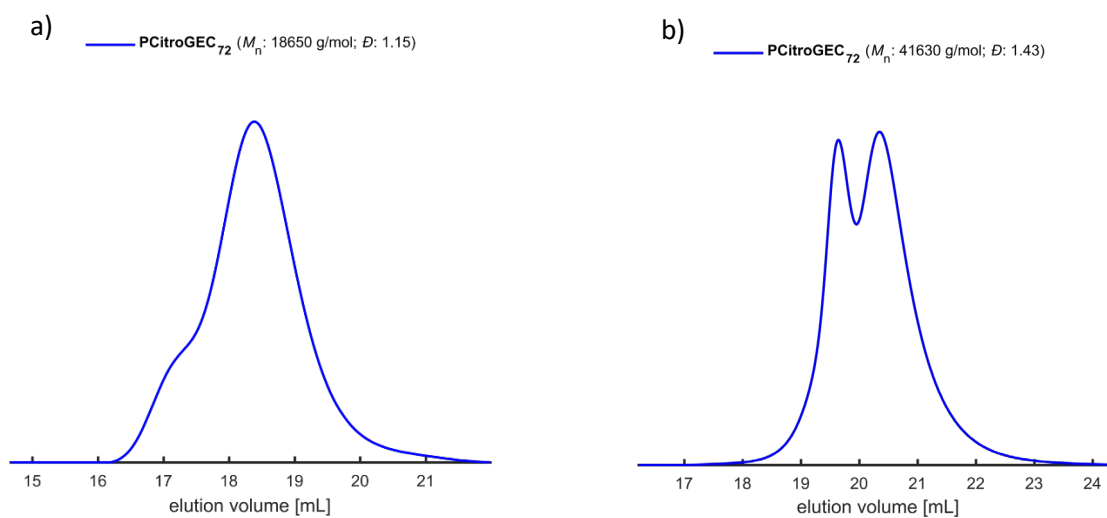 a)
PCitroGEC72 (Mn: 18650 g/mol; Đ: 1.15)
15 16 17 18 19 20 21
elution volume [mL]
b)
PCitroGEC72 (Mn: 41630 g/mol; Đ: 1.43)
17 18 19 20 21 22 23 24
elution volume [mL]